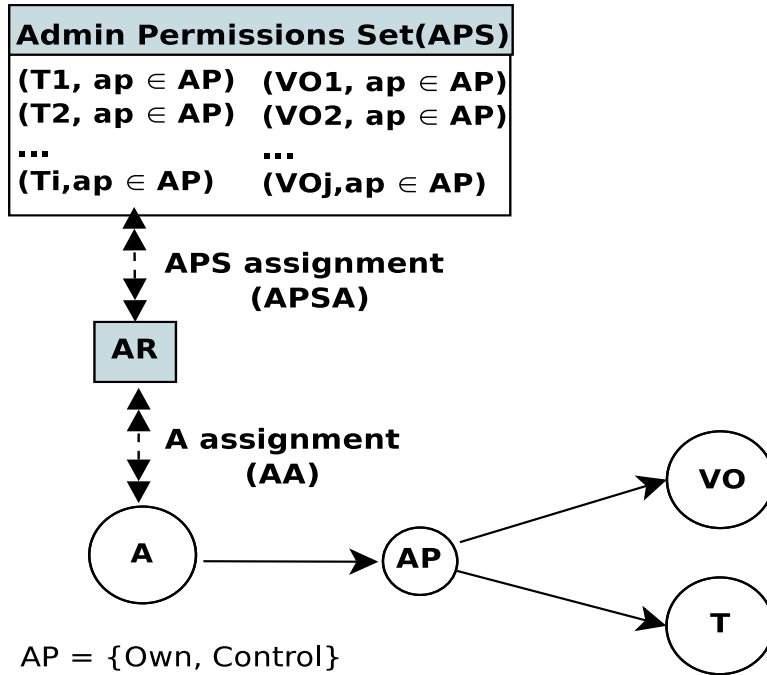 Admin Permissions Set(APS)
(T1, ap ∈ AP) (VO1, ap ∈ AP)
(T2, ap ∈ AP) (VO2, ap ∈ AP)
... ...
(Ti,ap ∈ AP) (VOj,ap ∈ AP)
APS assignment
(APSA)
AR
A assignment
(AA)
VO
A
AP
T
AP = {Own, Control}